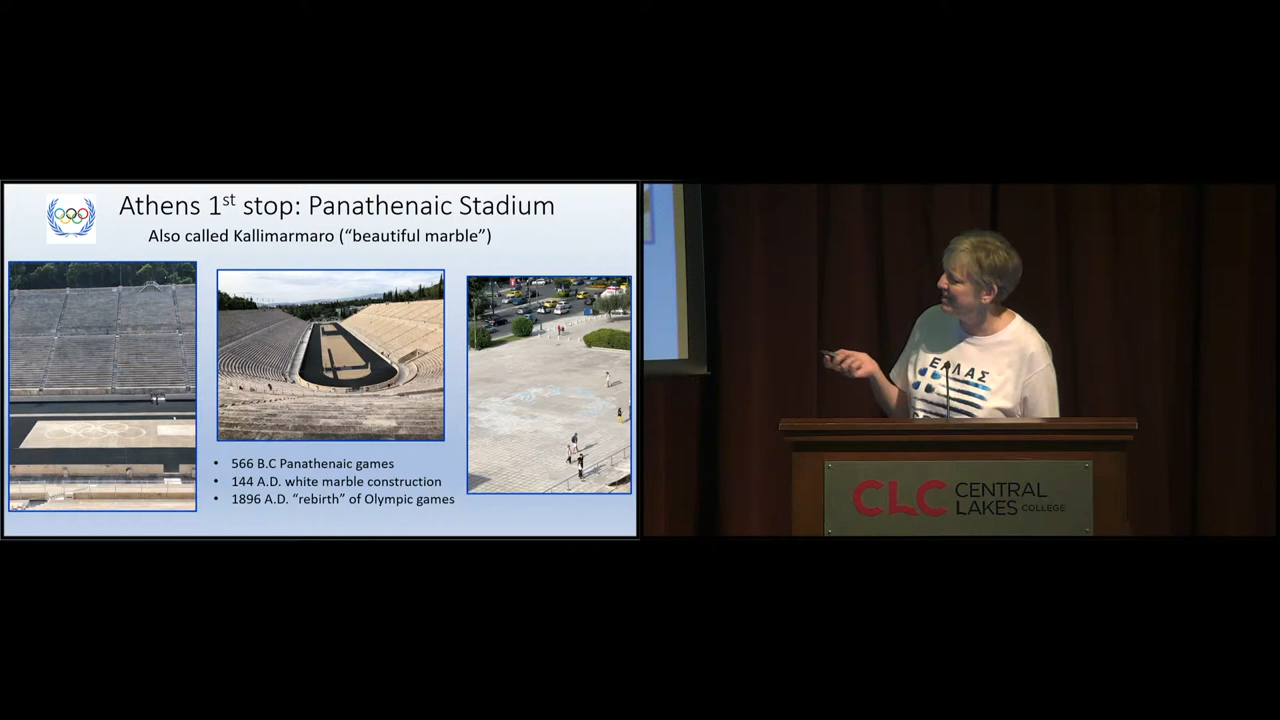 Athens 1st stop: Panathenaic Stadium
Also called Kallimarmaro (“beautiful marble”)
• 566 B.C Panathenaic games
• 144 A.D. white marble construction
• 1896 A.D. “rebirth” of Olympic games
ΕΛΛΑΣ
CLC CENTRAL
LAKES COLLEGE